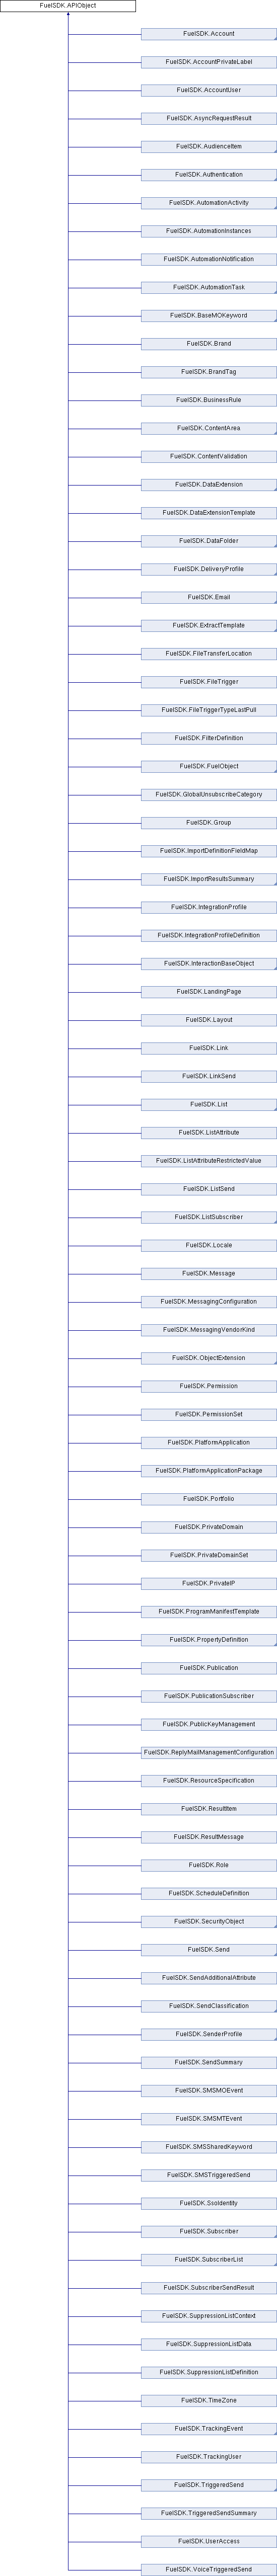 FuelSDK.APIObject
FuelSDK.Account
FuelSDK.AccountPrivateLabel
FuelSDK.AccountUser
FuelSDK.AsyncRequestResult
FuelSDK.AudienceItem
FuelSDK.Authentication
FuelSDK.AutomationActivity
FuelSDK.AutomationInstances
FuelSDK.AutomationNotification
FuelSDK.AutomationTask
FuelSDK.BaseMOKeyword
FuelSDK.Brand
FuelSDK.BrandTag
FuelSDK.BusinessRule
FuelSDK.ContentArea
FuelSDK.ContentValidation
FuelSDK.DataExtension
FuelSDK.DataExtensionTemplate
FuelSDK.DataFolder
FuelSDK.DeliveryProfile
FuelSDK.Email
FuelSDK.ExtractTemplate
FuelSDK.FileTransferLocation
FuelSDK.FileTrigger
FuelSDK.FileTriggerTypeLastPull
FuelSDK.FilterDefinition
FuelSDK.FuelObject
FuelSDK.GlobalUnsubscribeCategory
FuelSDK.Group
FuelSDK.ImportDefinitionFieldMap
FuelSDK.ImportResultsSummary
FuelSDK.IntegrationProfile
FuelSDK.IntegrationProfileDefinition
FuelSDK.InteractionBaseObject
FuelSDK.LandingPage
FuelSDK.Layout
FuelSDK.Link
FuelSDK.LinkSend
FuelSDK.List
FuelSDK.ListAttribute
FuelSDK.ListAttributeRestrictedValue
FuelSDK.ListSend
FuelSDK.ListSubscriber
FuelSDK.Locale
FuelSDK.Message
FuelSDK.MessagingConfiguration
FuelSDK.MessagingVendorKind
FuelSDK.ObjectExtension
FuelSDK.Permission
FuelSDK.PermissionSet
FuelSDK.PlatformApplication
FuelSDK.PlatformApplicationPackage
FuelSDK.Portfolio
FuelSDK.PrivateDomain
FuelSDK.PrivateDomainSet
FuelSDK.PrivateIP
FuelSDK.ProgramManifestTemplate
FuelSDK.PropertyDefinition
FuelSDK.Publication
FuelSDK.PublicationSubscriber
FuelSDK.PublicKeyManagement
FuelSDK.ReplyMailManagementConfiguration
FuelSDK.ResourceSpecification
FuelSDK.ResultItem
FuelSDK.ResultMessage
FuelSDK.Role
FuelSDK.ScheduleDefinition
FuelSDK.SecurityObject
FuelSDK.Send
FuelSDK.SendAdditionalAttribute
FuelSDK.SendClassification
FuelSDK.SenderProfile
FuelSDK.SendSummary
FuelSDK.SMSMOEvent
FuelSDK.SMSMTEvent
FuelSDK.SMSSharedKeyword
FuelSDK.SMSTriggeredSend
FuelSDK.SsoIdentity
FuelSDK.Subscriber
FuelSDK.SubscriberList
FuelSDK.SubscriberSendResult
FuelSDK.SuppressionListContext
FuelSDK.SuppressionListData
FuelSDK.SuppressionListDefinition
FuelSDK.TimeZone
FuelSDK.TrackingEvent
FuelSDK.TrackingUser
FuelSDK.TriggeredSend
FuelSDK.TriggeredSendSummary
FuelSDK.UserAccess
FuelSDK.VoiceTriggeredSend